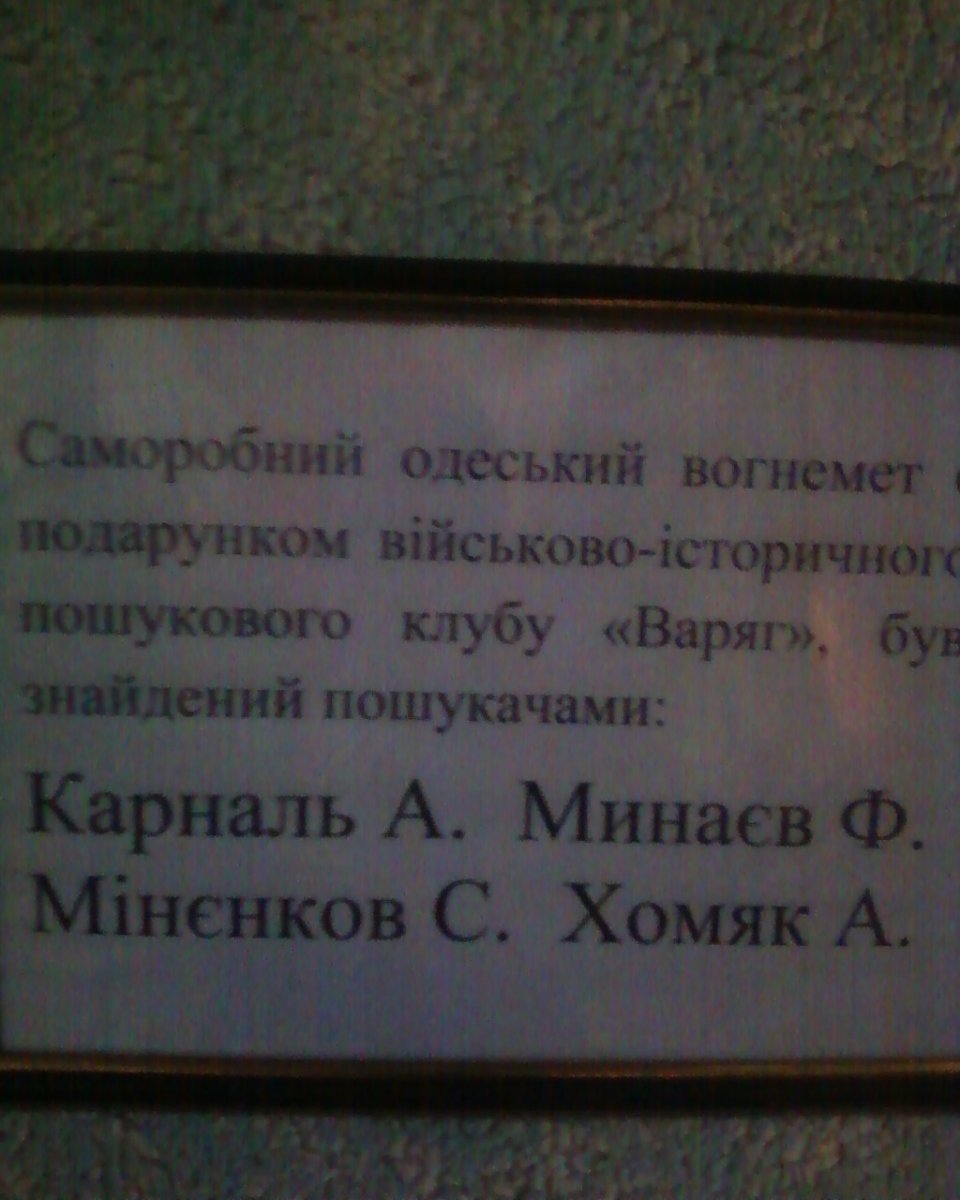 Саморобний одеський вогнемет є
подарунком військово-історичного
пошукового клубу «Варяг», був
знайдений пошукачами:
Карналь А. Минаєв Ф.
Мінєнков С. Хомяк А.